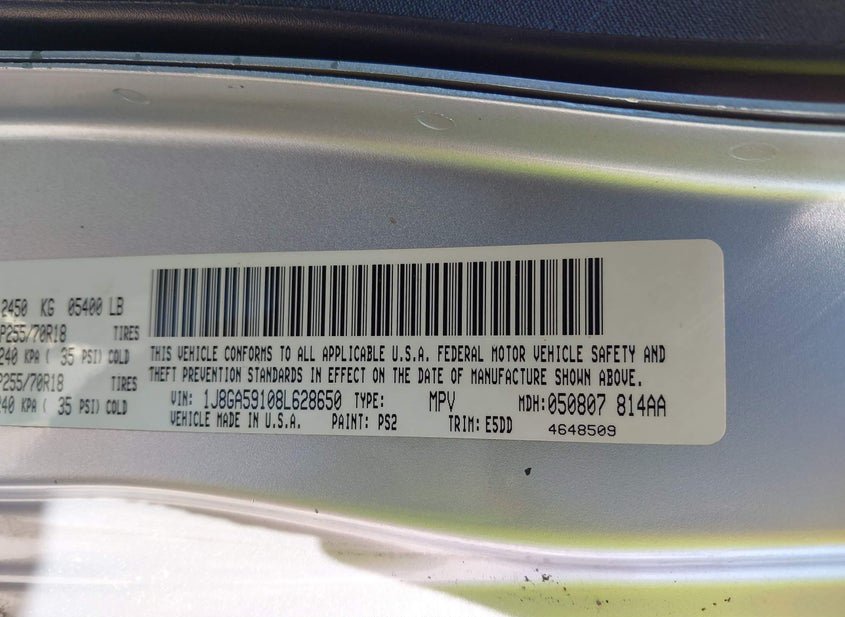 2450 KG 05400 LB
P255/70R18 TIRES
240 KPA ( 35 PSI) COLD
P255/70R18 TIRES
240 KPA ( 35 PSI) COLD
THIS VEHICLE CONFORMS TO ALL APPLICABLE U.S.A. FEDERAL MOTOR VEHICLE SAFETY AND
THEFT PREVENTION STANDARDS IN EFFECT ON THE DATE OF MANUFACTURE SHOWN ABOVE.
VIN: 1J8GA59108L628650 TYPE: MPV MDH:050807 814AA
VEHICLE MADE IN U.S.A. PAINT: PS2 TRIM: E5DD 4648509